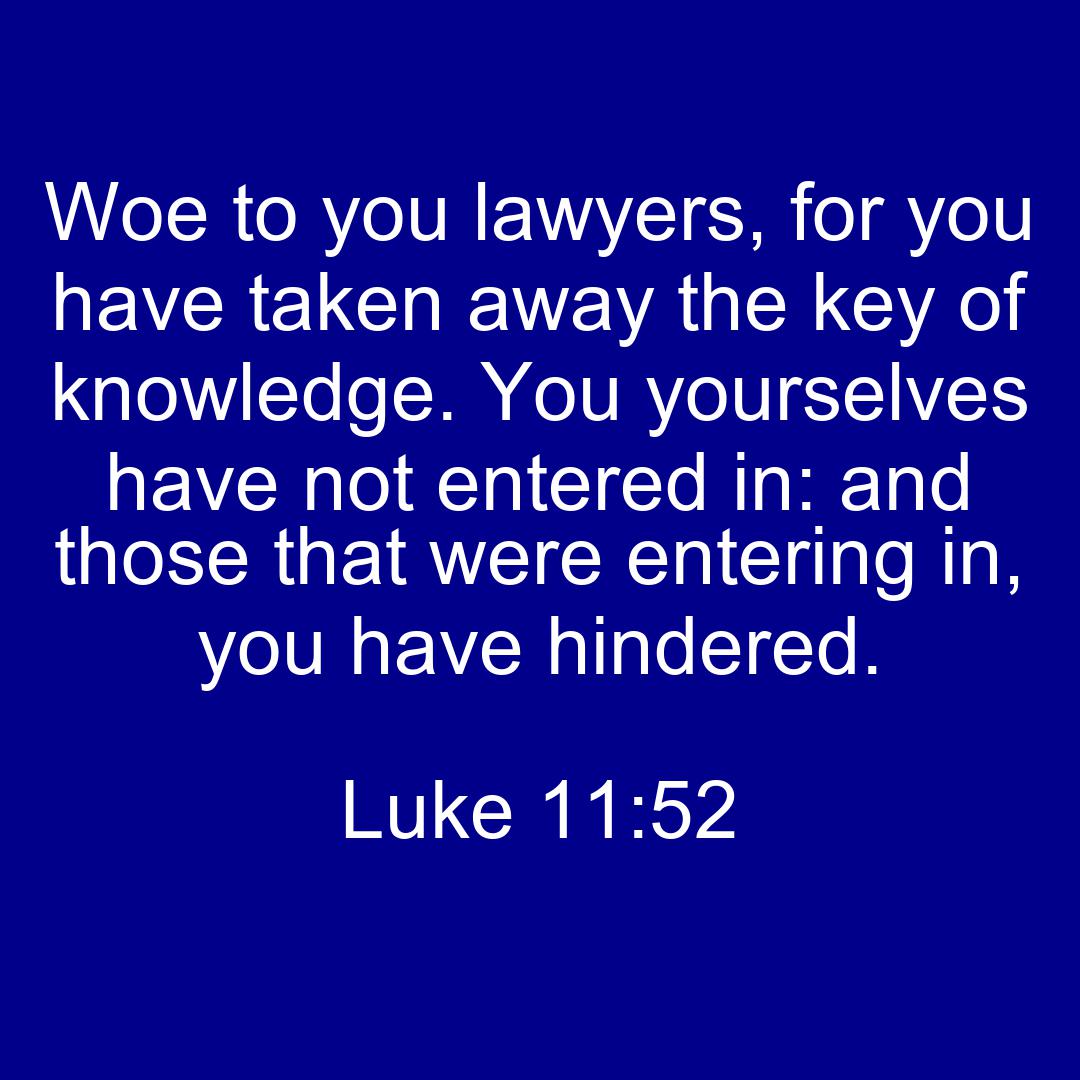 Woe to you lawyers, for you
have taken away the key of
knowledge. You yourselves
have not entered in: and
those that were entering in,
you have hindered.
Luke 11:52